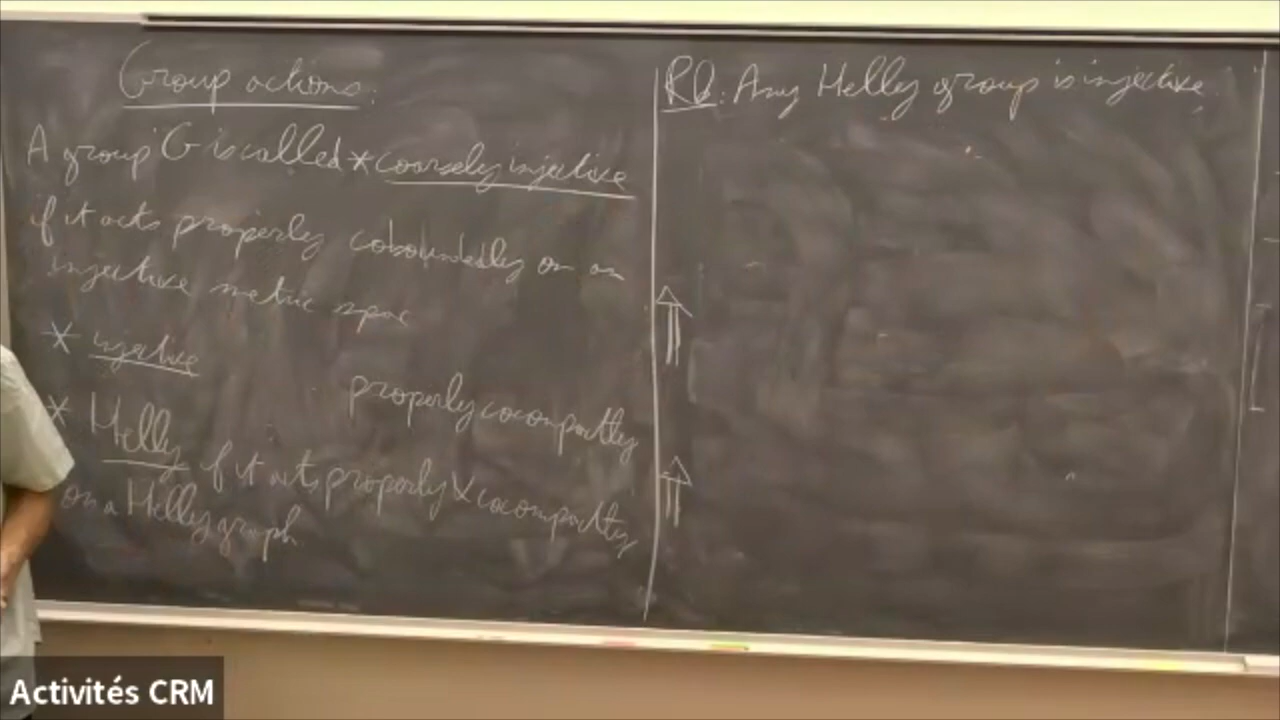 Group actions:
A group G is called * coarsely injective
if it acts properly coboundedly on an
injective metric spac
* injective
properly cocompactly
* Helly if it acts properly & cocompactly
on a Helly graph
Rk: Any Helly group is injective
Activités CRM